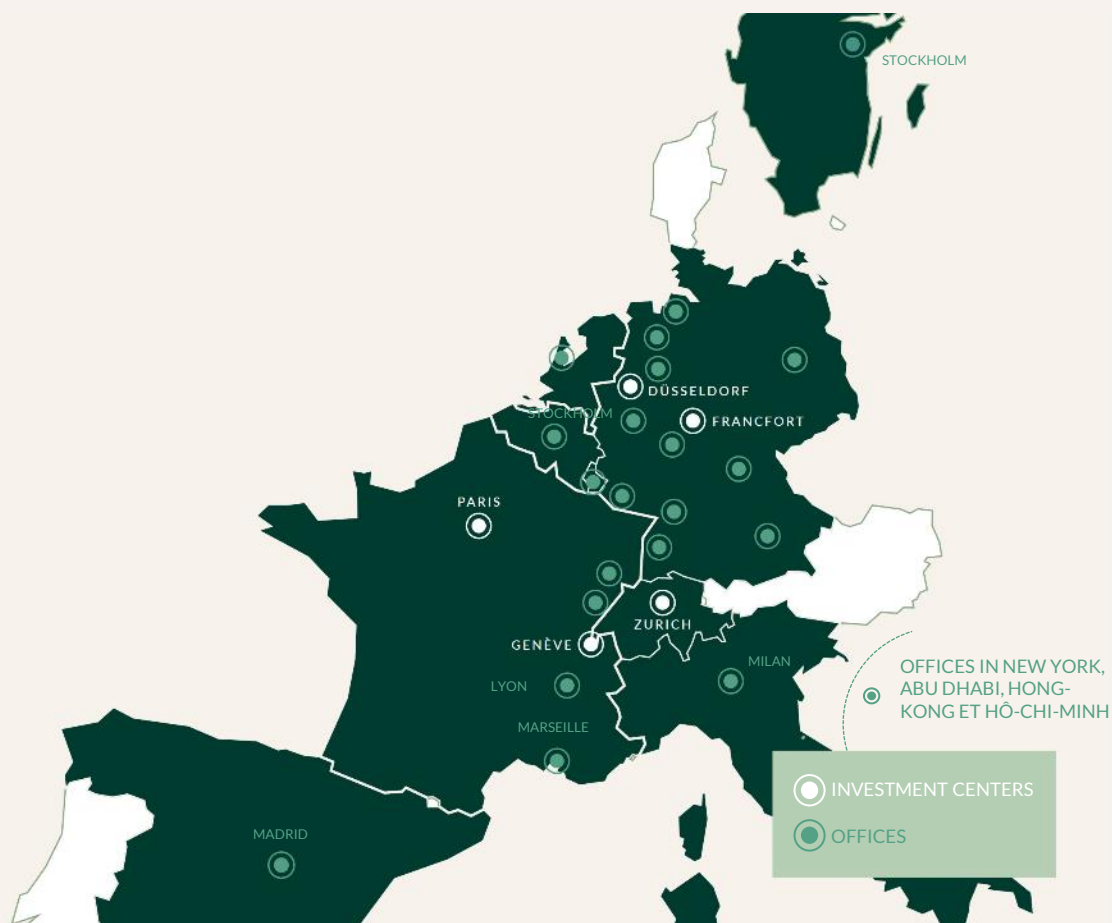 STOCKHOLM
DÜSSELDORF
STOCKHOLM
FRANCFORT
PARIS
ZURICH
GENÈVE
MILAN
LYON
MARSEILLE
MADRID
OFFICES IN NEW YORK,
ABU DHABI, HONG-
KONG ET HÔ-CHI-MINH
INVESTMENT CENTERS
OFFICES